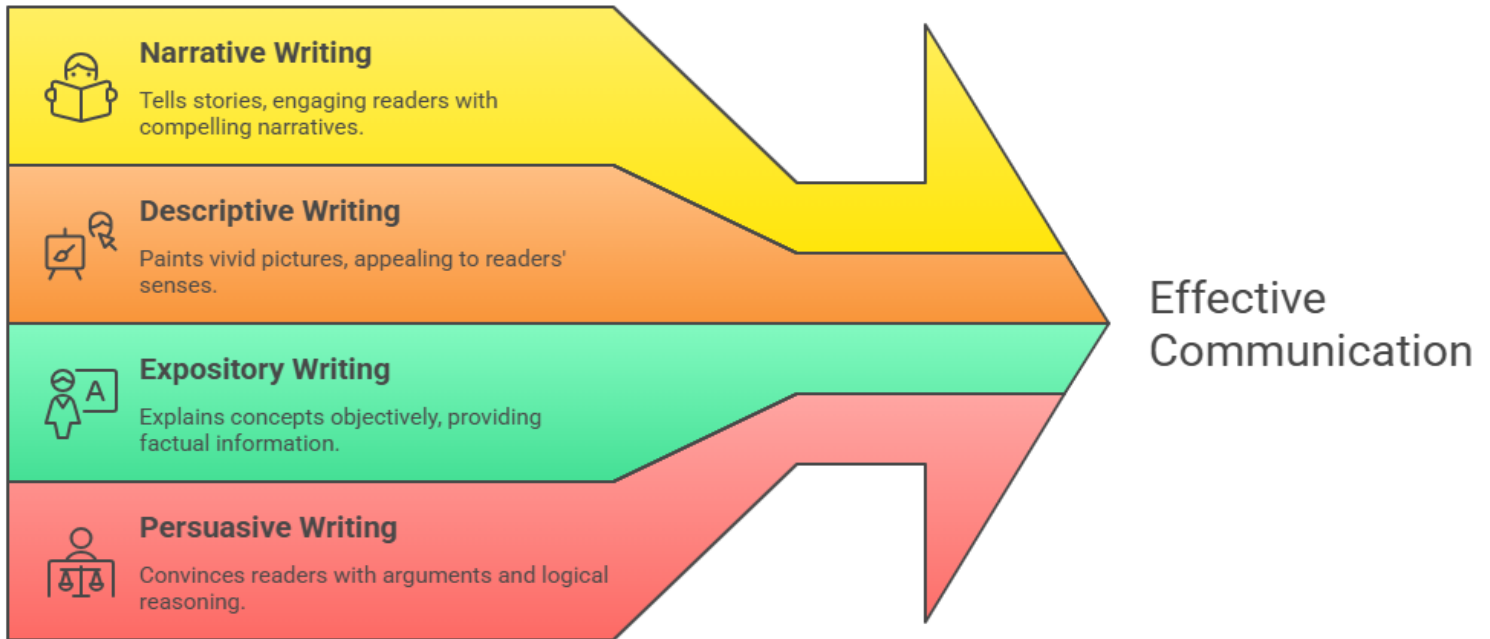 Narrative Writing
Tells stories, engaging readers with
compelling narratives.
Descriptive Writing
Paints vivid pictures, appealing to readers'
senses.
Expository Writing
A
Explains concepts objectively, providing
factual information.
Persuasive Writing
Convinces readers with arguments and logical
reasoning.
Effective
Communication